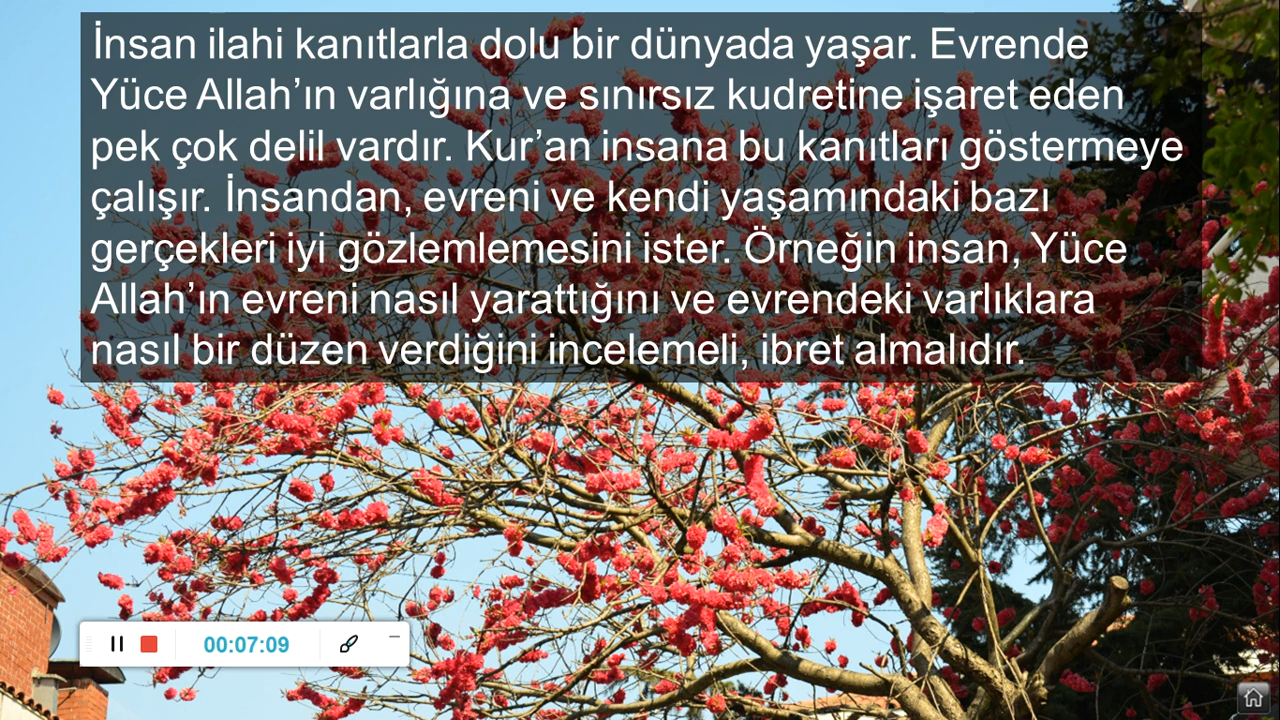 İnsan ilahi kanıtlarla dolu bir dünyada yaşar. Evrende
Yüce Allah’ın varlığına ve sınırsız kudretine işaret eden
pek çok delil vardır. Kur’an insana bu kanıtları göstermeye
çalışır. İnsandan, evreni ve kendi yaşamındaki bazı
gerçekleri iyi gözlemlemesini ister. Örneğin insan, Yüce
Allah’ın evreni nasıl yarattığını ve evrendeki varlıklara
nasıl bir düzen verdiğini incelemeli, ibret almalıdır.
00:07:09